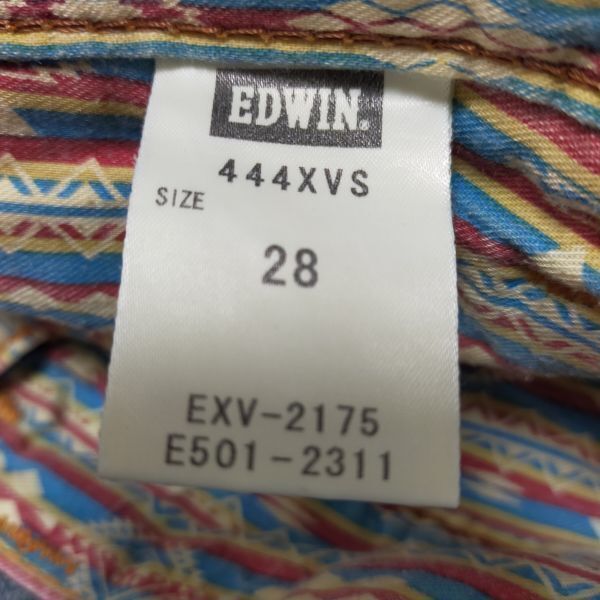 EDWIN.
444XVS
SIZE
28
EXV-2175
E501-2311